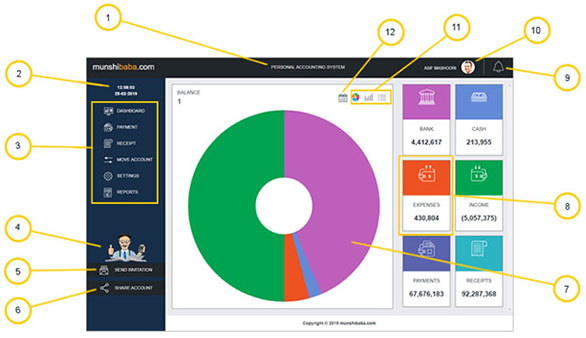 1
12
11
10
munshibaba.com
PERSONAL ACCOUNTING SYSTEM
ASIF MASHOORI
2
12:08:03
28-02-2019
BALANCE
1
9
3
DASHBOARD
PAYMENT
RECEIPT
MOVE ACCOUNT
SETTINGS
REPORTS
BANK
4,412,617
CASH
213,955
EXPENSES
430,804
INCOME
(5,057,375)
8
4
5
SEND INVITATION
6
SHARE ACCOUNT
PAYMENTS
67,676,183
RECEIPTS
92,287,368
7
Copyright © 2019 munshibaba.com